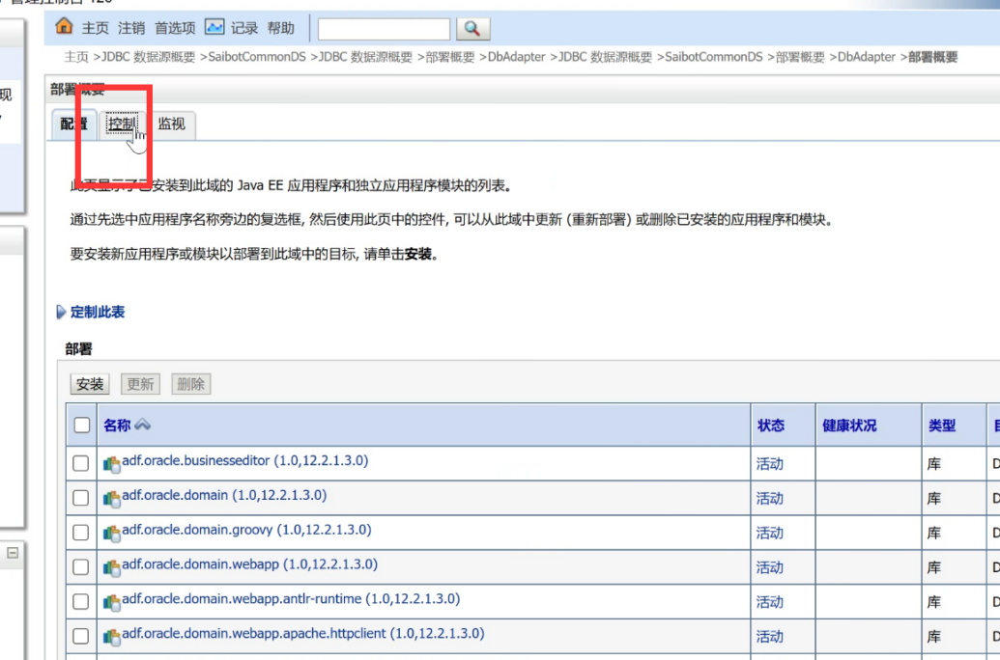 管理控制台 12c
主页 注销 首选项 记录 帮助
主页 >JDBC 数据源概要 >SaibotCommonDS >JDBC 数据源概要 >部署概要 >DbAdapter >JDBC 数据源概要 >SaibotCommonDS >部署概要 >DbAdapter >部署概要
现
部署概要
配置 控制 监视
此页显示了已安装到此域的 Java EE 应用程序和独立应用程序模块的列表。
通过先选中应用程序名称旁边的复选框, 然后使用此页中的控件, 可以从此域中更新 (重新部署) 或删除已安装的应用程序和模块。
要安装新应用程序或模块以部署到此域中的目标, 请单击安装。
定制此表
部署
安装 更新 删除
名称 状态 健康状况 类型
adf.oracle.businesseditor (1.0,12.2.1.3.0) 活动 库 D
adf.oracle.domain (1.0,12.2.1.3.0) 活动 库 D
adf.oracle.domain.groovy (1.0,12.2.1.3.0) 活动 库 D
adf.oracle.domain.webapp (1.0,12.2.1.3.0) 活动 库 D
adf.oracle.domain.webapp.antlr-runtime (1.0,12.2.1.3.0) 活动 库 D
adf.oracle.domain.webapp.apache.httpclient (1.0,12.2.1.3.0) 活动 库 D